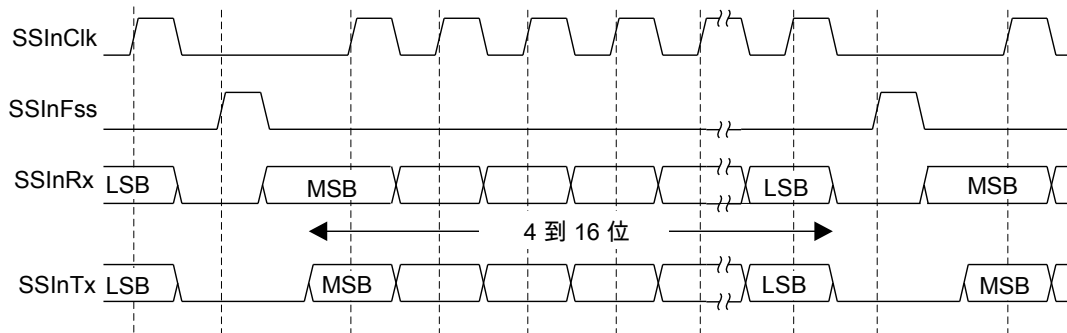 SSInClk
SSInFss
SSInRx LSB MSB LSB MSB
4 到 16 位
SSInTx LSB MSB LSB MSB